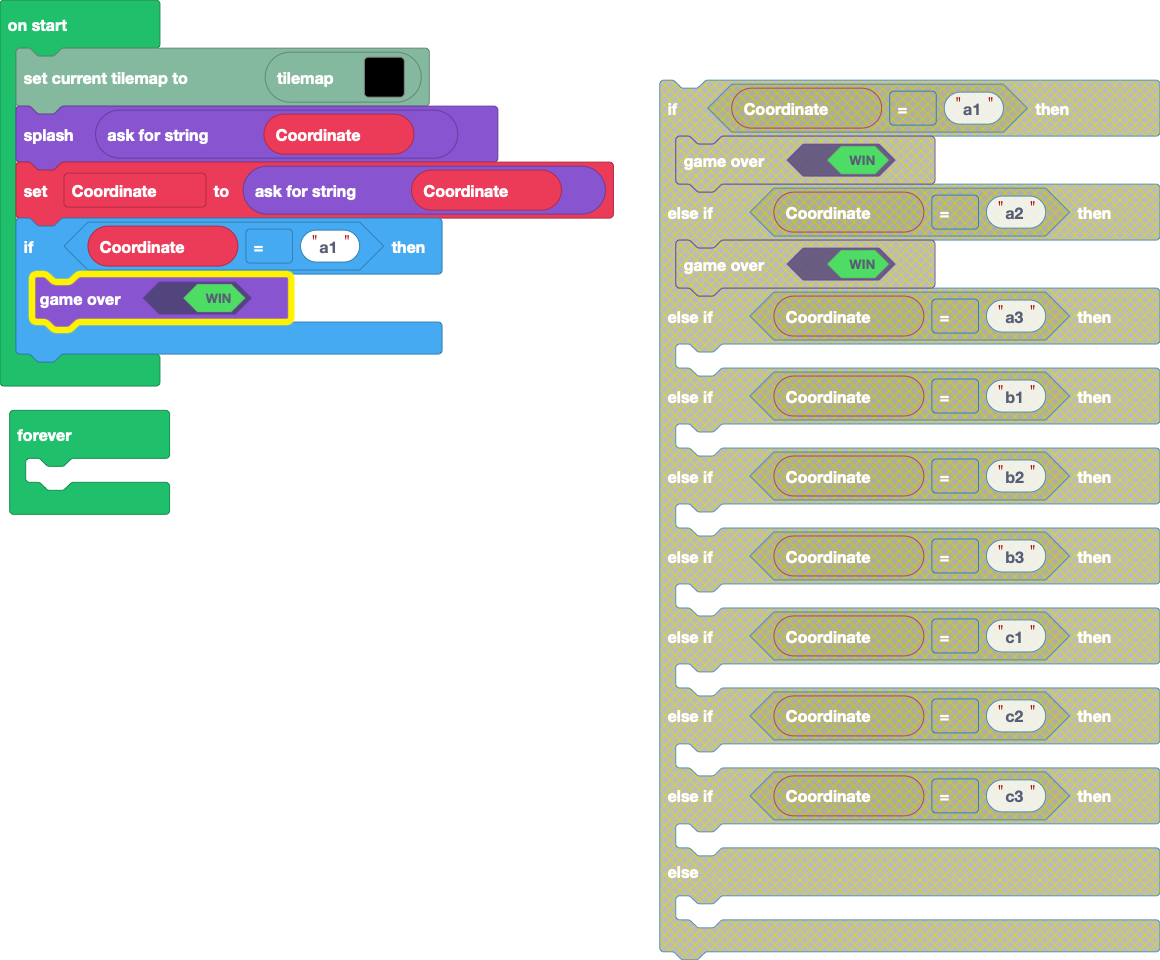 on start
set current tilemap to tilemap
splash ask for string Coordinate
set Coordinate to ask for string Coordinate
if Coordinate = "a1" then
game over WIN
forever
if Coordinate = "a1" then
game over WIN
else if Coordinate = "a2" then
game over WIN
else if Coordinate = "a3" then
else if Coordinate = "b1" then
else if Coordinate = "b2" then
else if Coordinate = "b3" then
else if Coordinate = "c1" then
else if Coordinate = "c2" then
else if Coordinate = "c3" then
else